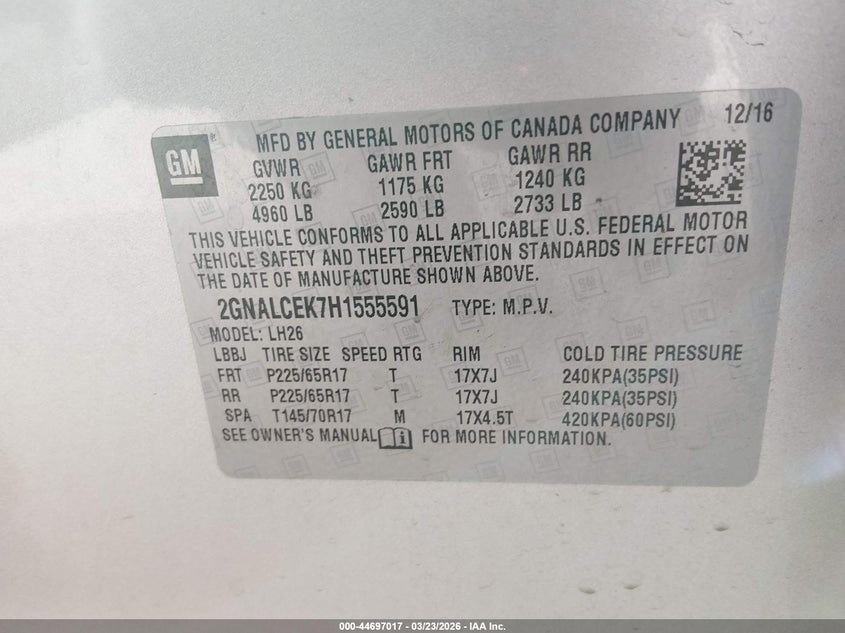 GM
MFD BY GENERAL MOTORS OF CANADA COMPANY 12/16
GVWR GAWR FRT GAWR RR
2250 KG 1175 KG 1240 KG
4960 LB 2590 LB 2733 LB
THIS VEHICLE CONFORMS TO ALL APPLICABLE U.S. FEDERAL MOTOR
VEHICLE SAFETY AND THEFT PREVENTION STANDARDS IN EFFECT ON
THE DATE OF MANUFACTURE SHOWN ABOVE.
2GNALCEK7H1555591 TYPE: M.P.V.
MODEL: LH26
LBBJ TIRE SIZE SPEED RTG RIM COLD TIRE PRESSURE
FRT P225/65R17 T 17X7J 240KPA(35PSI)
RR P225/65R17 T 17X7J 240KPA(35PSI)
SPA T145/70R17 M 17X4.5T 420KPA(60PSI)
SEE OWNER'S MANUAL FOR MORE INFORMATION.
000-44697017 - 03/23/2026 - IAA Inc.